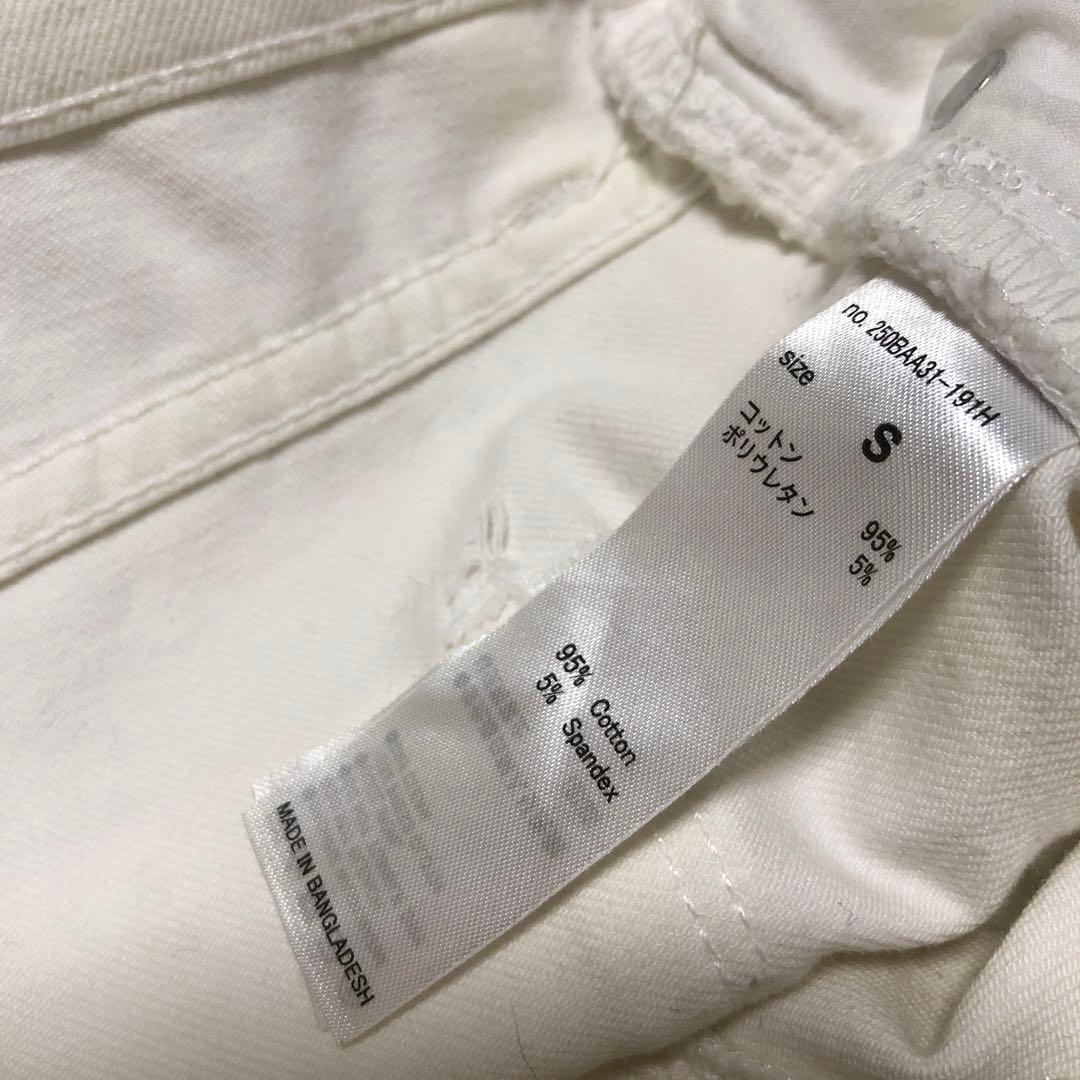 no. 250BAA31-191H
size S
コットン 95%
ポリウレタン 5%
95% Cotton
5% Spandex
MADE IN BANGLADESH